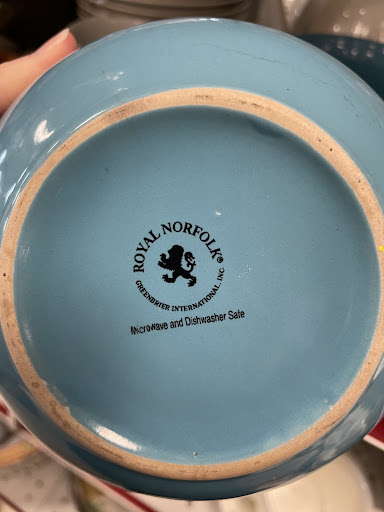 ROYAL NORFOLK®
GREENBRIER INTERNATIONAL, INC.
Microwave and Dishwasher Safe